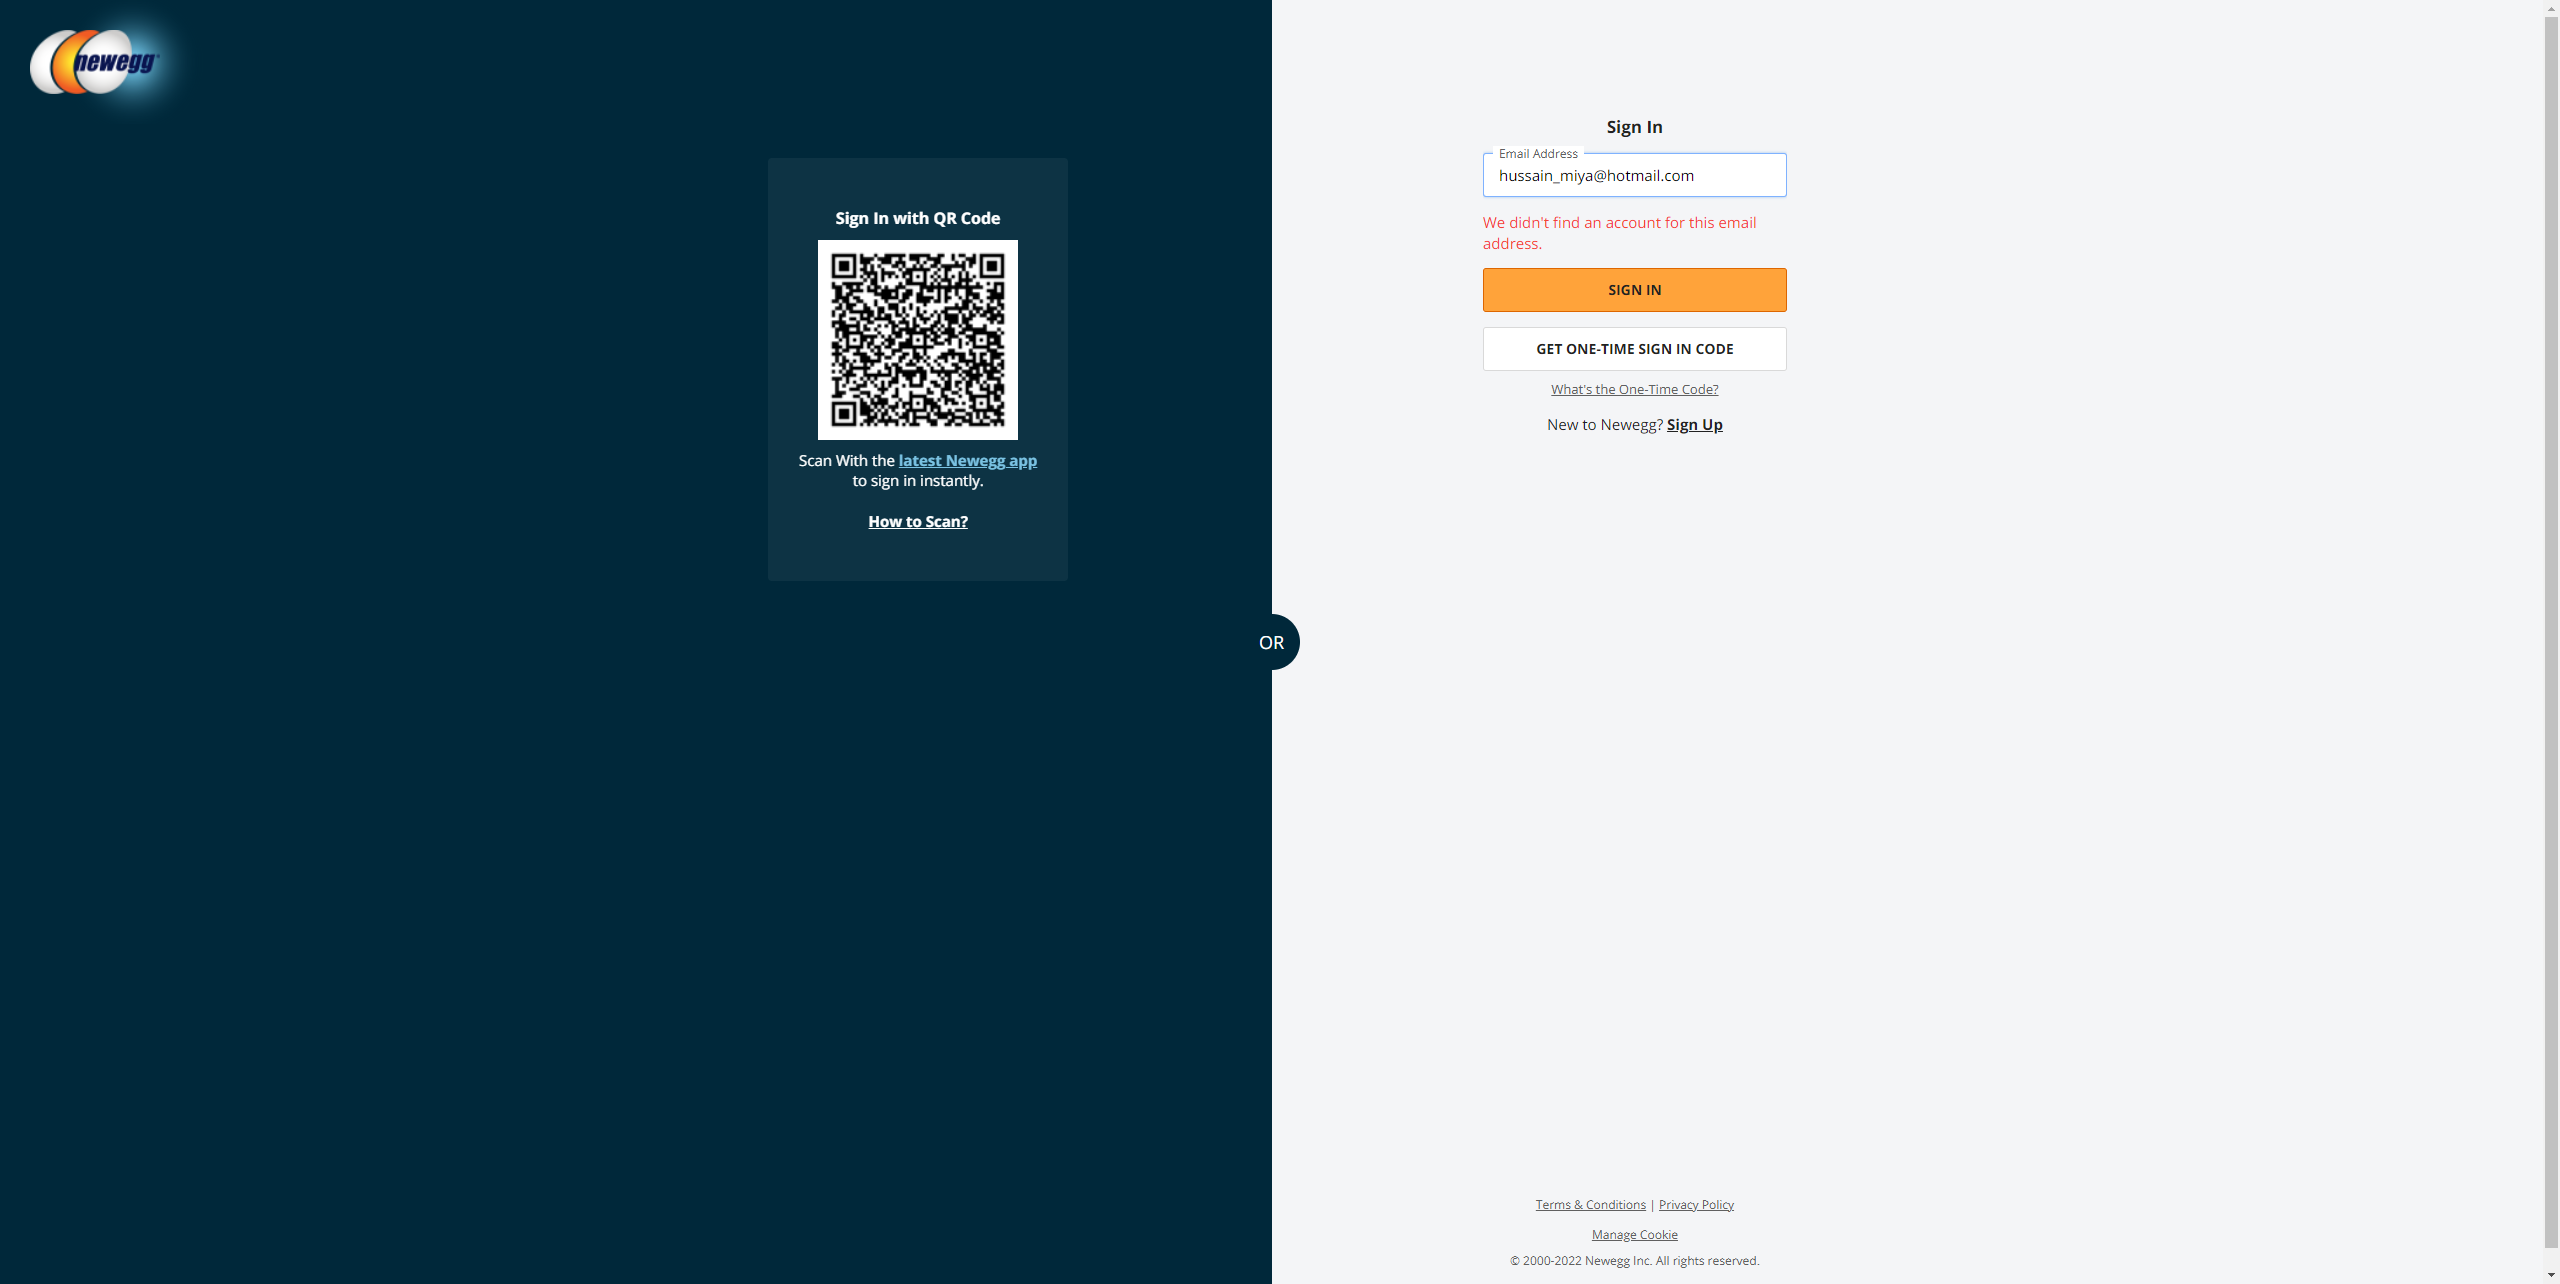 newegg
Sign In with QR Code
Scan With the latest Newegg app
to sign in instantly.
How to Scan?
OR
Sign In
Email Address
hussain_miya@hotmail.com
We didn't find an account for this email
address.
SIGN IN
GET ONE-TIME SIGN IN CODE
What's the One-Time Code?
New to Newegg? Sign Up
Terms & Conditions | Privacy Policy
Manage Cookie
© 2000-2022 Newegg Inc. All rights reserved.